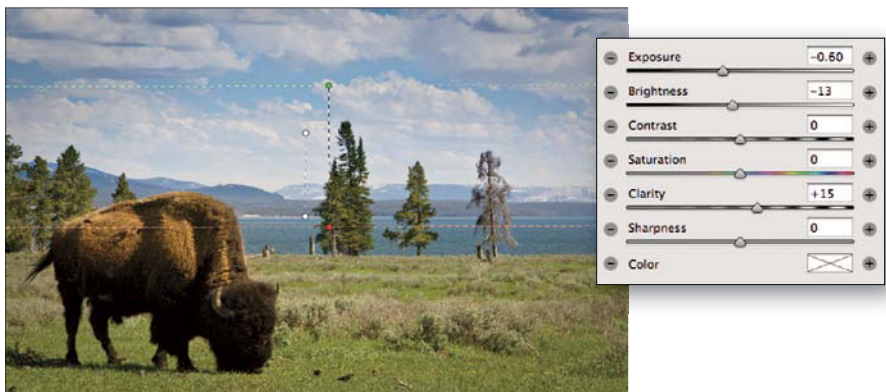 Exposure -0.60
Brightness -13
Contrast 0
Saturation 0
Clarity +15
Sharpness 0
Color